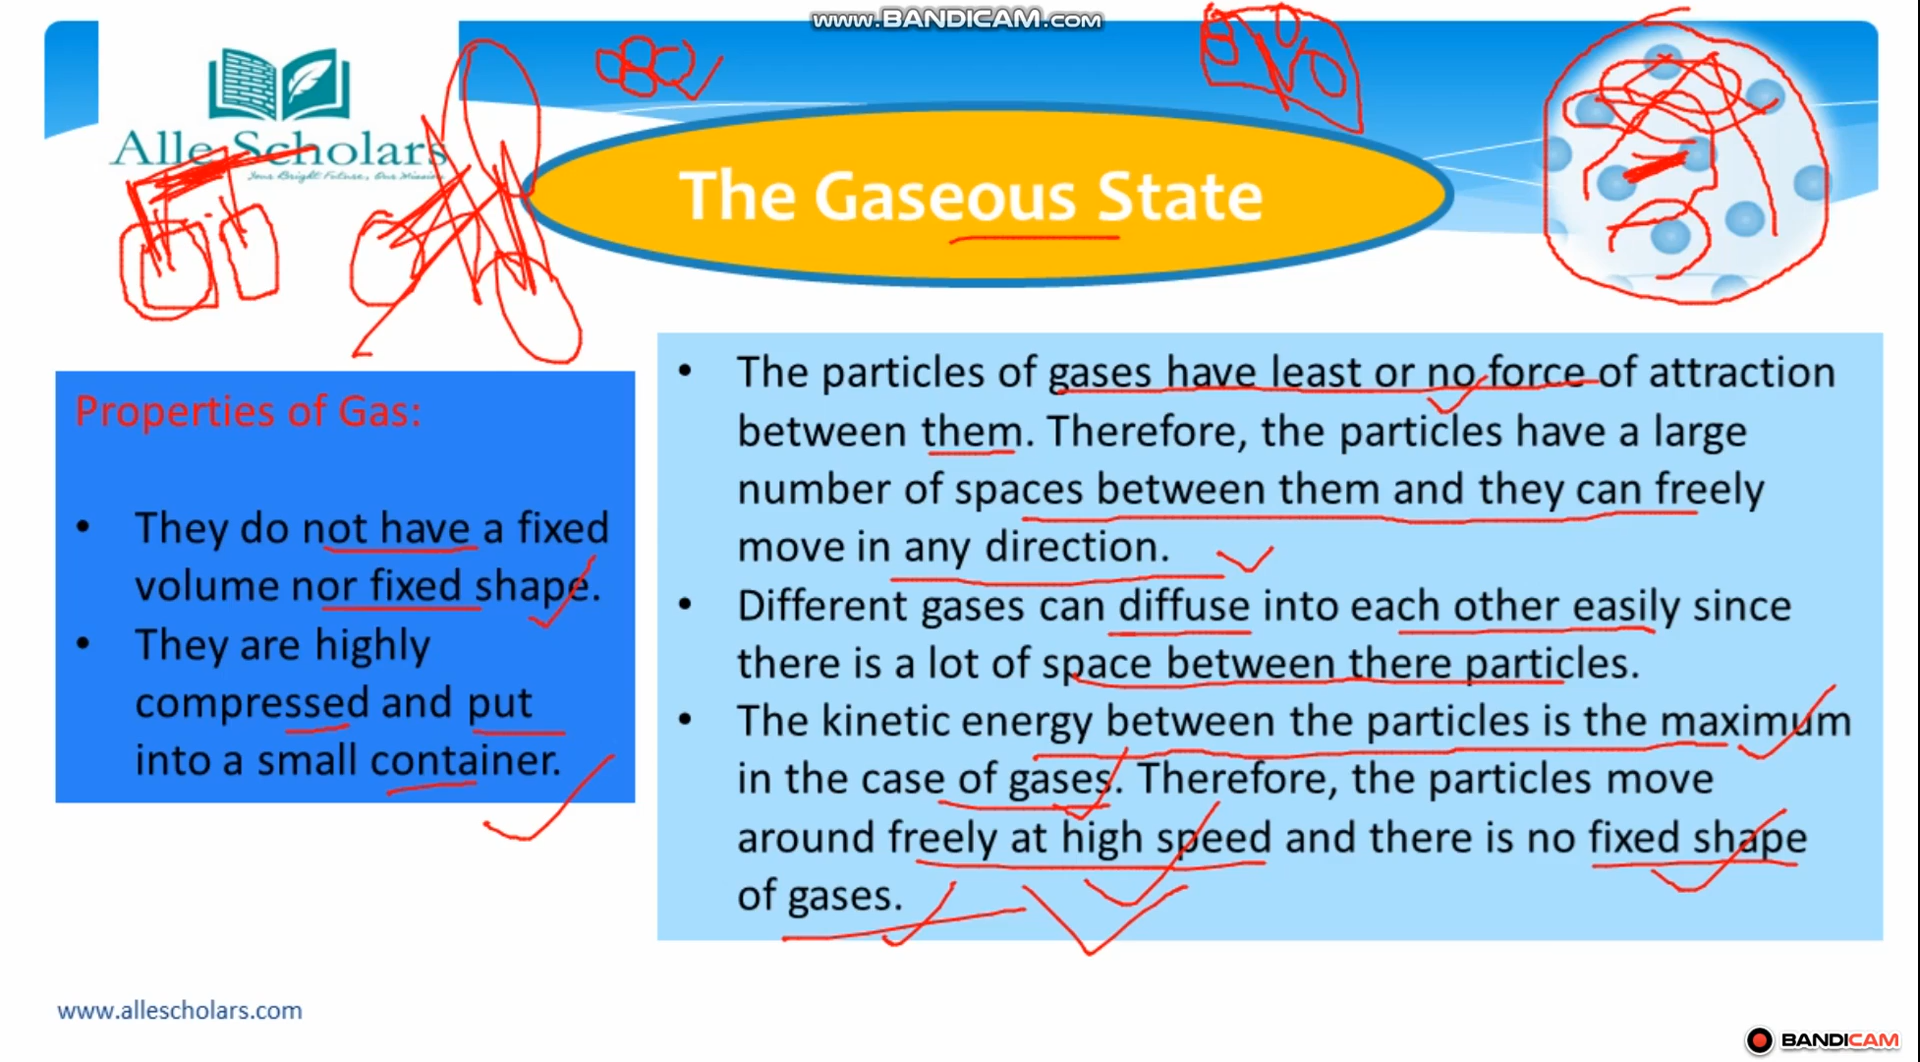 www.BANDICAM.com
Alle Scholars
Your Bright Future, Our Mission
The Gaseous State
Properties of Gas:
• They do not have a fixed
volume nor fixed shape.
• They are highly
compressed and put
into a small container.
• The particles of gases have least or no force of attraction
between them. Therefore, the particles have a large
number of spaces between them and they can freely
move in any direction.
• Different gases can diffuse into each other easily since
there is a lot of space between there particles.
• The kinetic energy between the particles is the maximum
in the case of gases. Therefore, the particles move
around freely at high speed and there is no fixed shape
of gases.
www.allescholars.com
BANDICAM